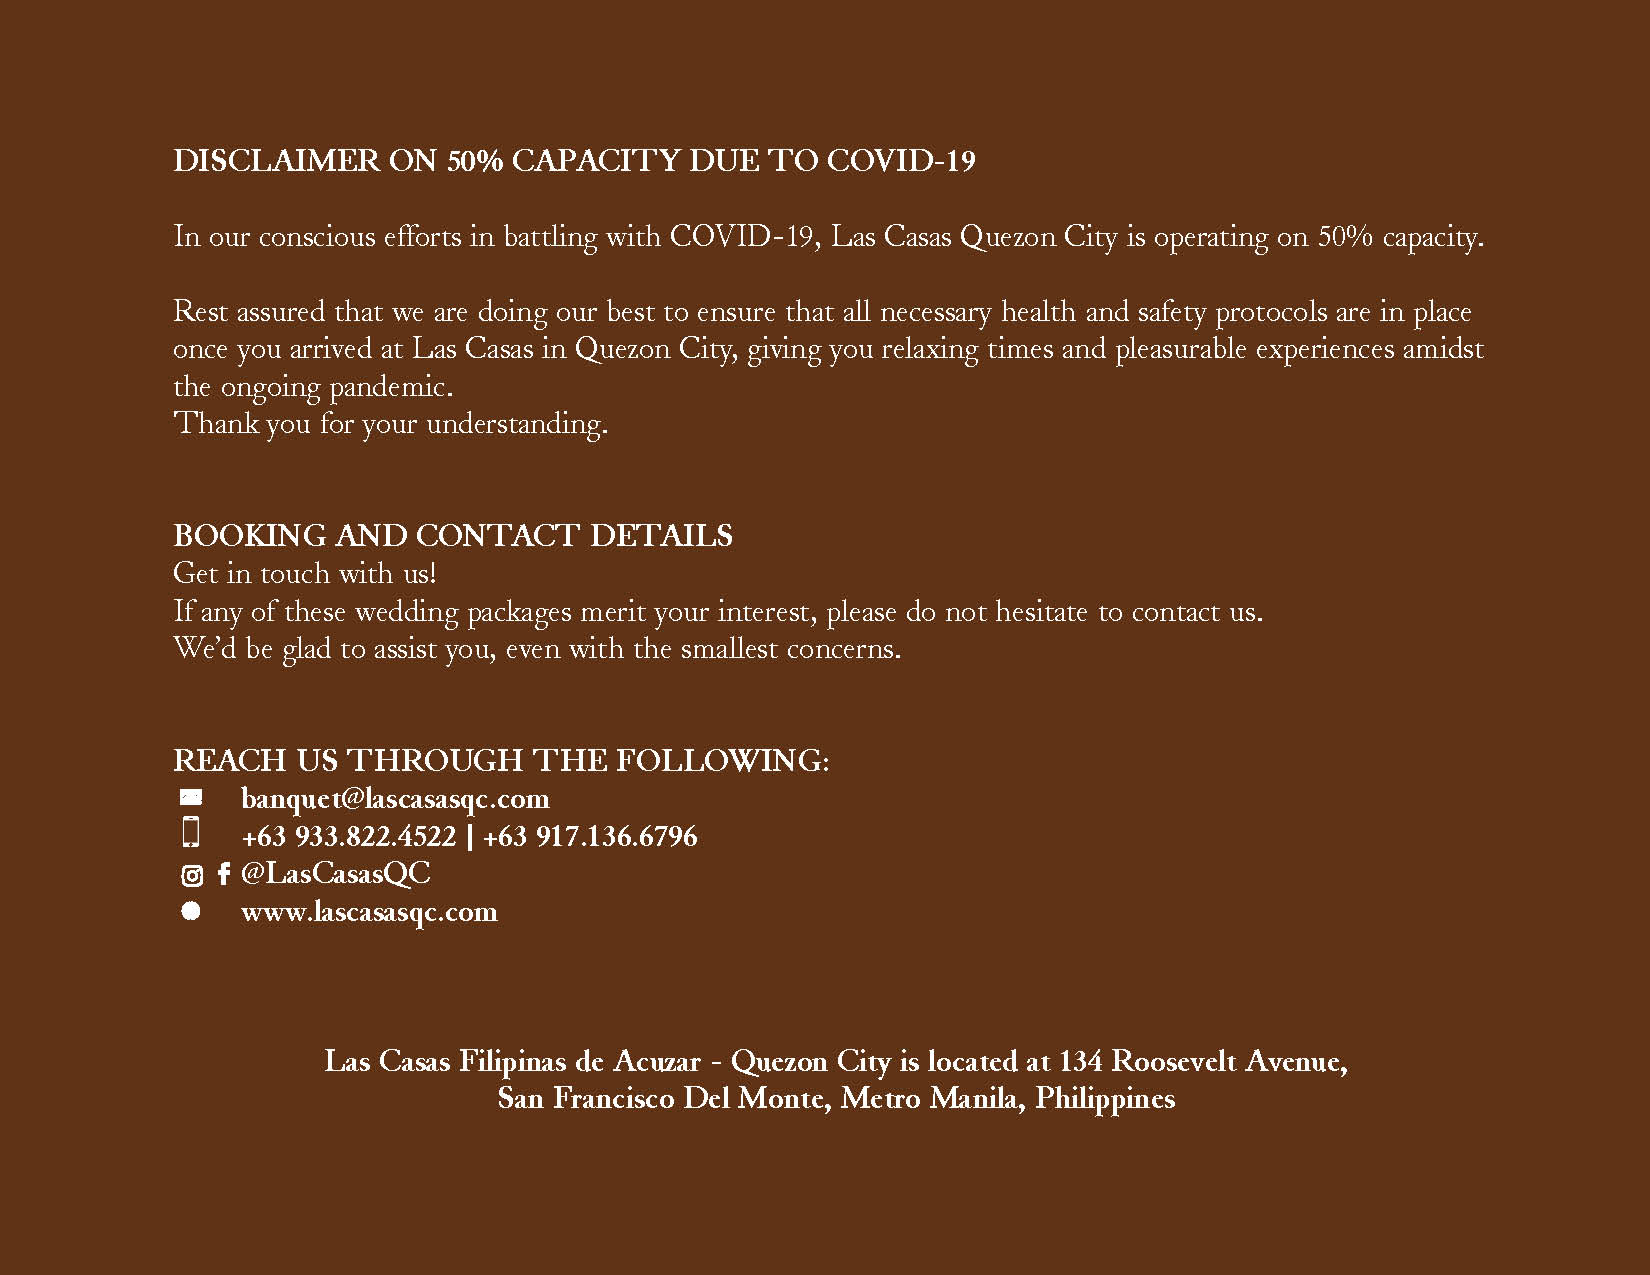 DISCLAIMER ON 50% CAPACITY DUE TO COVID-19
In our conscious efforts in battling with COVID-19, Las Casas Quezon City is operating on 50% capacity.
Rest assured that we are doing our best to ensure that all necessary health and safety protocols are in place
once you arrived at Las Casas in Quezon City, giving you relaxing times and pleasurable experiences amidst
the ongoing pandemic.
Thank you for your understanding.
BOOKING AND CONTACT DETAILS
Get in touch with us!
If any of these wedding packages merit your interest, please do not hesitate to contact us.
We'd be glad to assist you, even with the smallest concerns.
REACH US THROUGH THE FOLLOWING:
banquet@lascasasqc.com
+63 933.822.4522 | +63 917.136.6796
@LasCasasQC
www.lascasasqc.com
Las Casas Filipinas de Acuzar - Quezon City is located at 134 Roosevelt Avenue,
San Francisco Del Monte, Metro Manila, Philippines